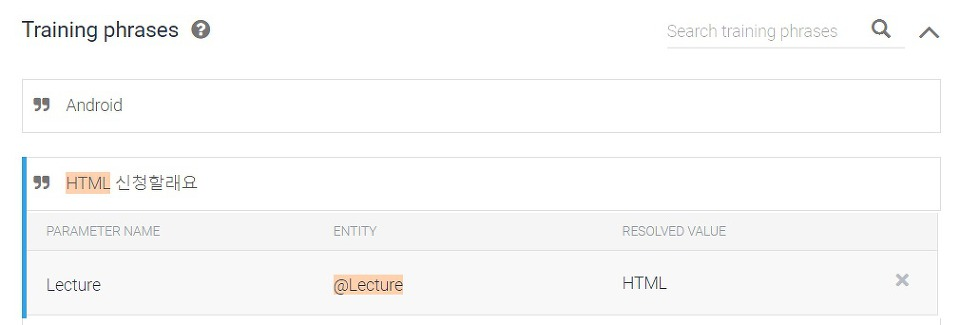 Training phrases ?
Search training phrases
Android
HTML 신청할래요
PARAMETER NAME ENTITY RESOLVED VALUE
Lecture @Lecture HTML